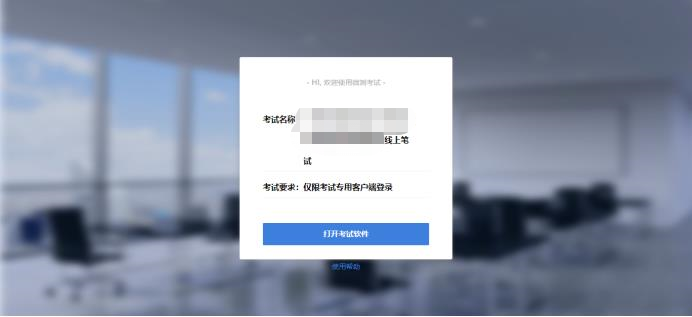 - Hi, 欢迎使用鑫测考试 -
考试名称
线上笔
试
考试要求：仅限考试专用客户端登录
打开考试软件
使用帮助